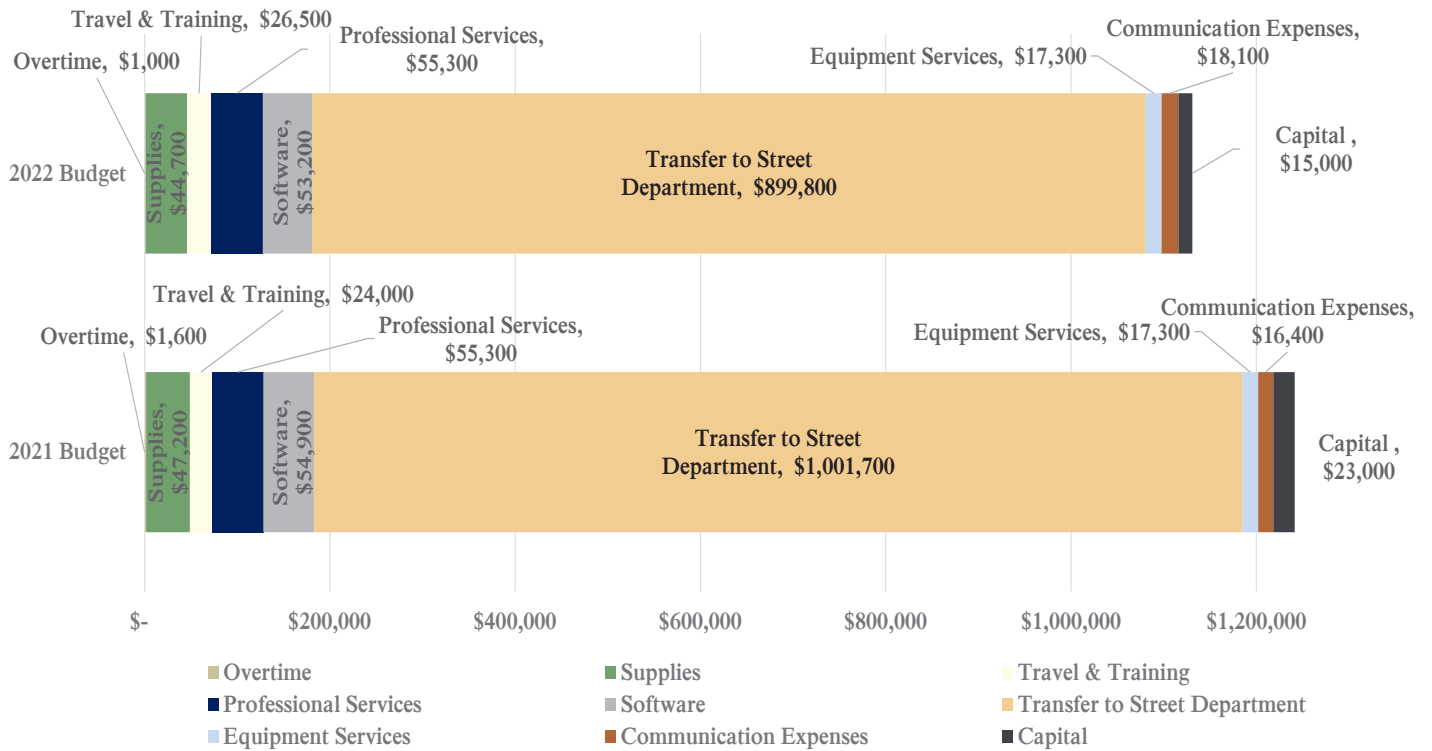 Travel & Training, $26,500
Professional Services,
$55,300
Communication Expenses,
$18,100
Overtime, $1,000
Equipment Services, $17,300
2022 Budget
Supplies,
$44,700
Software,
$53,200
Transfer to Street
Department, $899,800
Capital ,
$15,000
Travel & Training, $24,000
Overtime, $1,600
Professional Services,
$55,300
Equipment Services, $17,300
Communication Expenses,
$16,400
2021 Budget
Supplies,
$47,200
Software,
$54,900
Transfer to Street
Department, $1,001,700
Capital ,
$23,000
$- $200,000 $400,000 $600,000 $800,000 $1,000,000 $1,200,000
Overtime Supplies Travel & Training
Professional Services Software Transfer to Street Department
Equipment Services Communication Expenses Capital